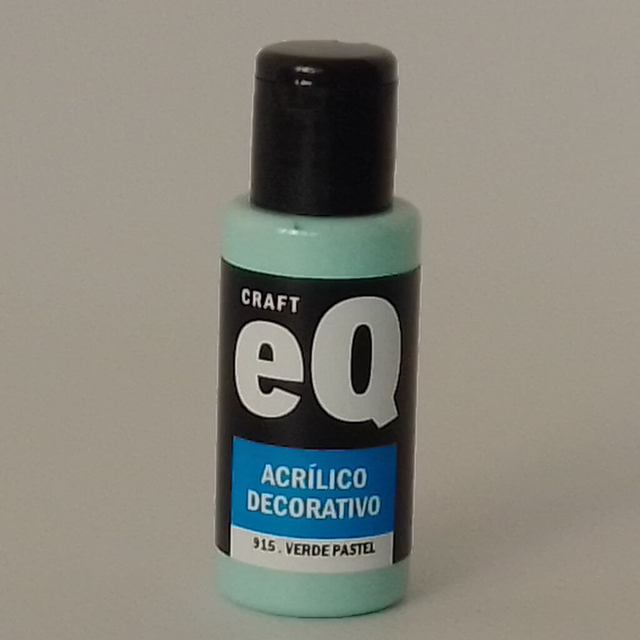 CRAFT
eQ
ACRÍLICO
DECORATIVO
915. VERDE PASTEL